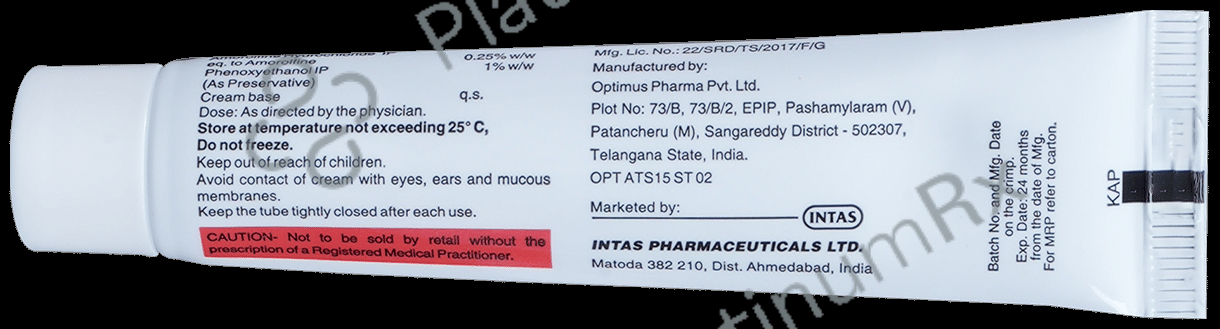 Amorolfine Hydrochloride IP
eq. to Amorolfine 0.25% w/w
Phenoxyethanol IP 1% w/w
(As Preservative)
Cream base q.s.
Dose: As directed by the physician.
Store at temperature not exceeding 25° C,
Do not freeze.
Keep out of reach of children.
Avoid contact of cream with eyes, ears and mucous
membranes.
Keep the tube tightly closed after each use.
CAUTION- Not to be sold by retail without the
prescription of a Registered Medical Practitioner.
Mfg. Lic. No.: 22/SRD/TS/2017/F/G
Manufactured by:
Optimus Pharma Pvt. Ltd.
Plot No: 73/B, 73/B/2, EPIP, Pashamylaram (V),
Patancheru (M), Sangareddy District - 502307,
Telangana State, India.
OPT ATS15 ST 02
Marketed by:
INTAS
INTAS PHARMACEUTICALS LTD.
Matoda 382 210, Dist. Ahmedabad, India
Batch No. and Mfg. Date
on the crimp.
Exp. Date: 24 months
from the date of Mfg.
For MRP refer to carton.
KAP